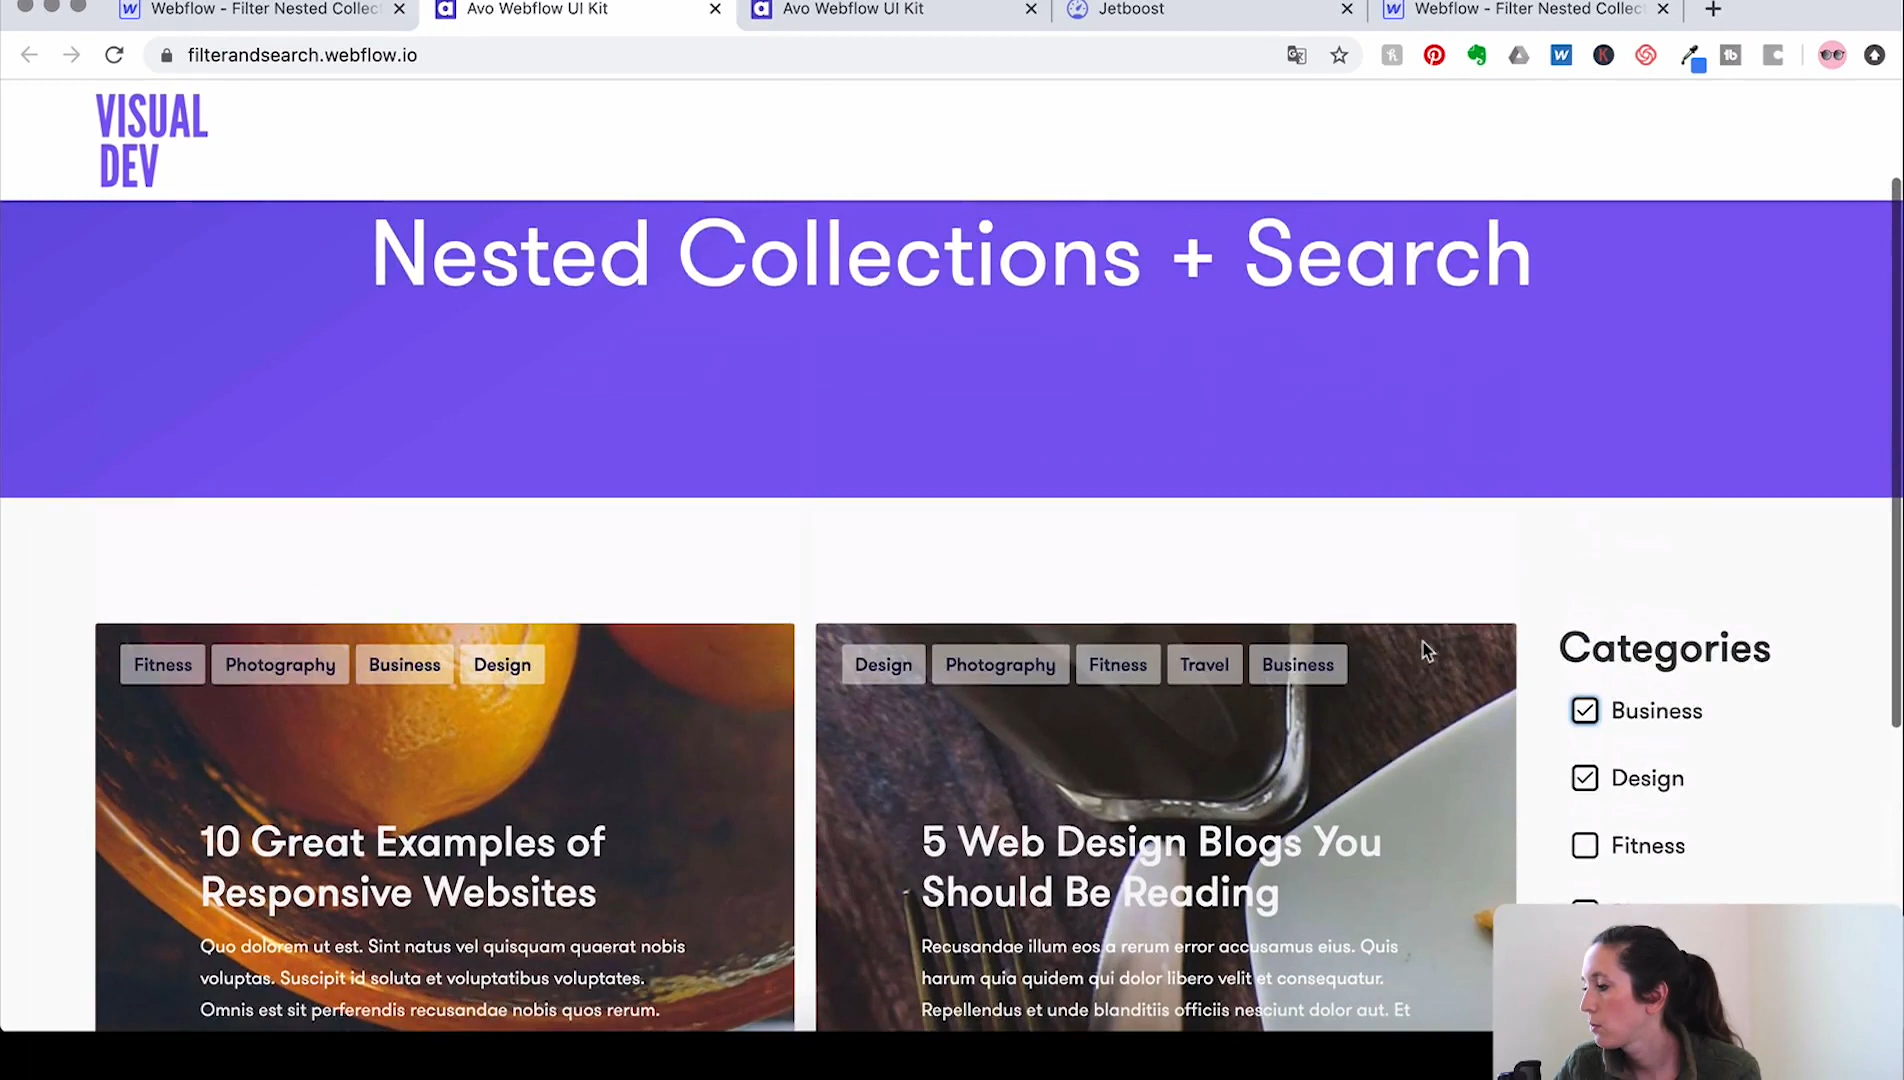 Webflow - Filter Nested Collect
Avo Webflow UI Kit
Avo Webflow UI Kit
Jetboost
Webflow - Filter Nested Collec
filterandsearch.webflow.io
VISUAL
DEV
Nested Collections + Search
Fitness Photography Business Design
10 Great Examples of
Responsive Websites
Quo dolorem ut est. Sint natus vel quisquam quaerat nobis
voluptas. Suscipit id soluta et voluptatibus voluptates.
Omnis est sit perferendis recusandae nobis quos rerum.
Design Photography Fitness Travel Business
5 Web Design Blogs You
Should Be Reading
Recusandae illum eos a rerum error accusamus eius. Quis
harum quia quidem qui dolor libero velit et consequatur.
Repellendus et unde blanditiis officiis nesciunt dolor aut. Et
Categories
Business
Design
Fitness